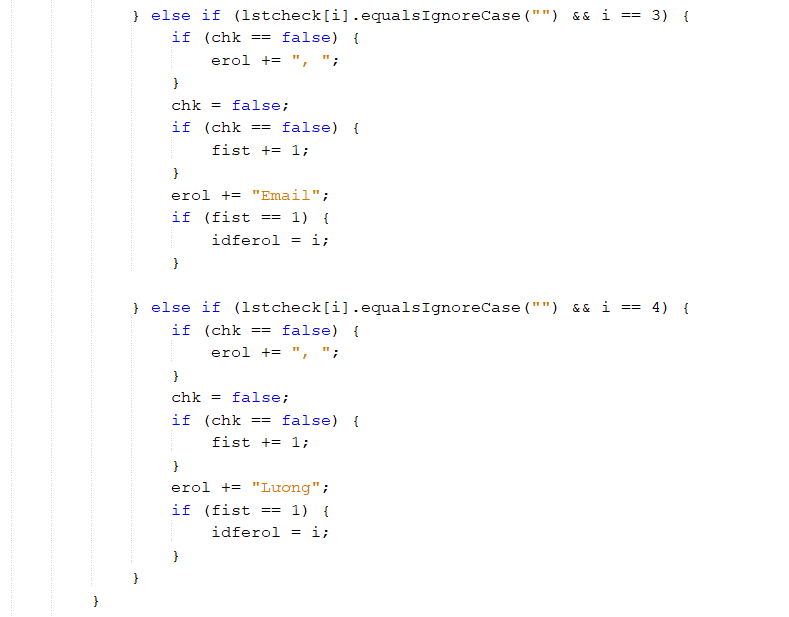 } else if (lstcheck[i].equalsIgnoreCase("") && i == 3) {
if (chk == false) {
erol += ", ";
}
chk = false;
if (chk == false) {
fist += 1;
}
erol += "Email";
if (fist == 1) {
idferol = i;
}
} else if (lstcheck[i].equalsIgnoreCase("") && i == 4) {
if (chk == false) {
erol += ", ";
}
chk = false;
if (chk == false) {
fist += 1;
}
erol += "Lương";
if (fist == 1) {
idferol = i;
}
}
}